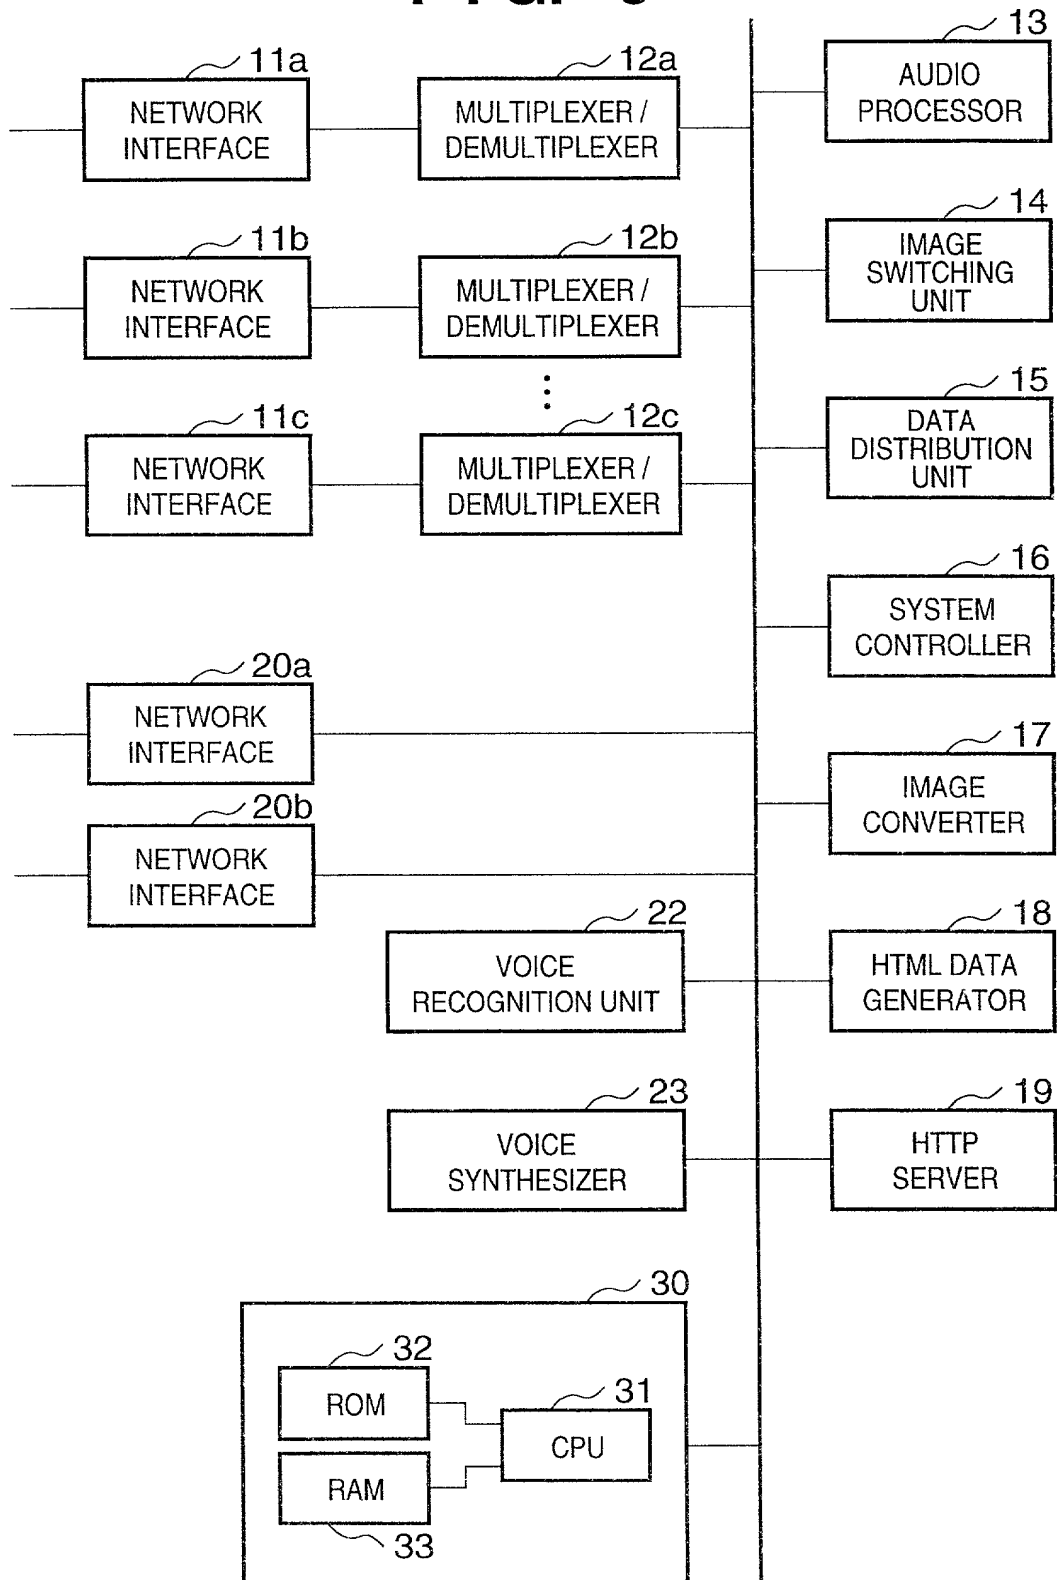 11a
NETWORK
INTERFACE
12a
MULTIPLEXER /
DEMULTIPLEXER
13
AUDIO
PROCESSOR
11b
NETWORK
INTERFACE
12b
MULTIPLEXER /
DEMULTIPLEXER
14
IMAGE
SWITCHING
UNIT
11c
NETWORK
INTERFACE
12c
MULTIPLEXER /
DEMULTIPLEXER
15
DATA
DISTRIBUTION
UNIT
16
SYSTEM
CONTROLLER
20a
NETWORK
INTERFACE
17
IMAGE
CONVERTER
20b
NETWORK
INTERFACE
22
VOICE
RECOGNITION UNIT
18
HTML DATA
GENERATOR
23
VOICE
SYNTHESIZER
19
HTTP
SERVER
30
32
ROM
31
CPU
RAM
33